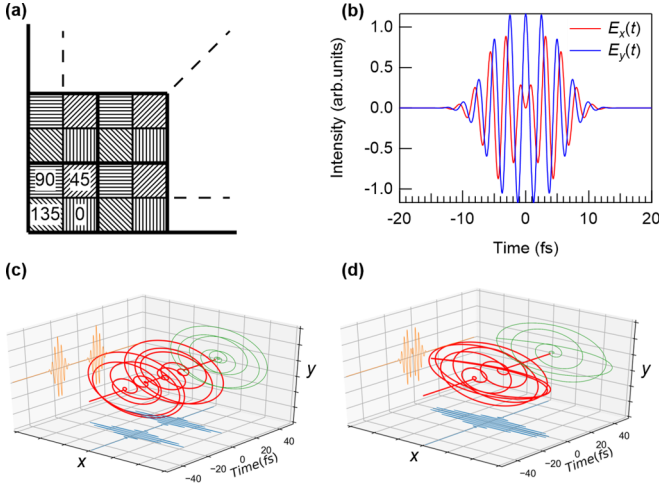 (a)
90 45
135 0
(b)
Intensity (arb.units)
1.0
0.5
0.0
-0.5
-1.0
Ex(t)
Ey(t)
-20 -10 0 10 20
Time (fs)
(c)
x
y
−40 −20 0 20 40
Time(fs)
(d)
x
y
−40 −20 0 20 40
Time(fs)